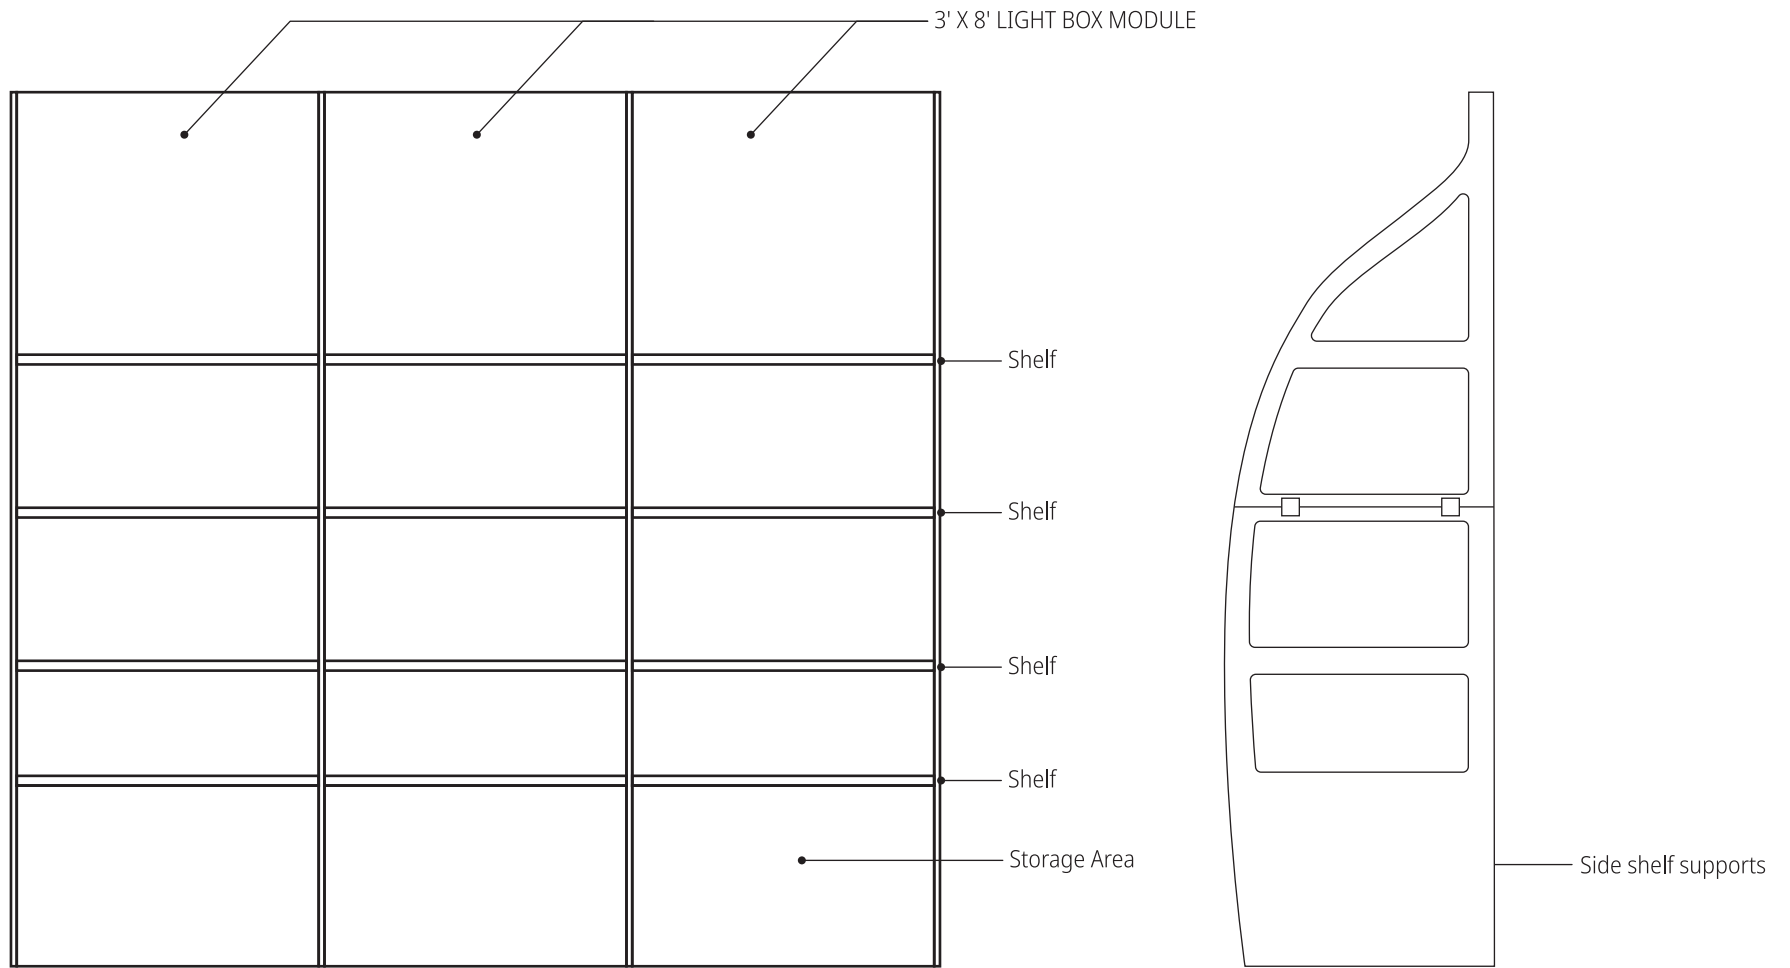 3' X 8' LIGHT BOX MODULE
Shelf
Shelf
Shelf
Shelf
Storage Area
Side shelf supports